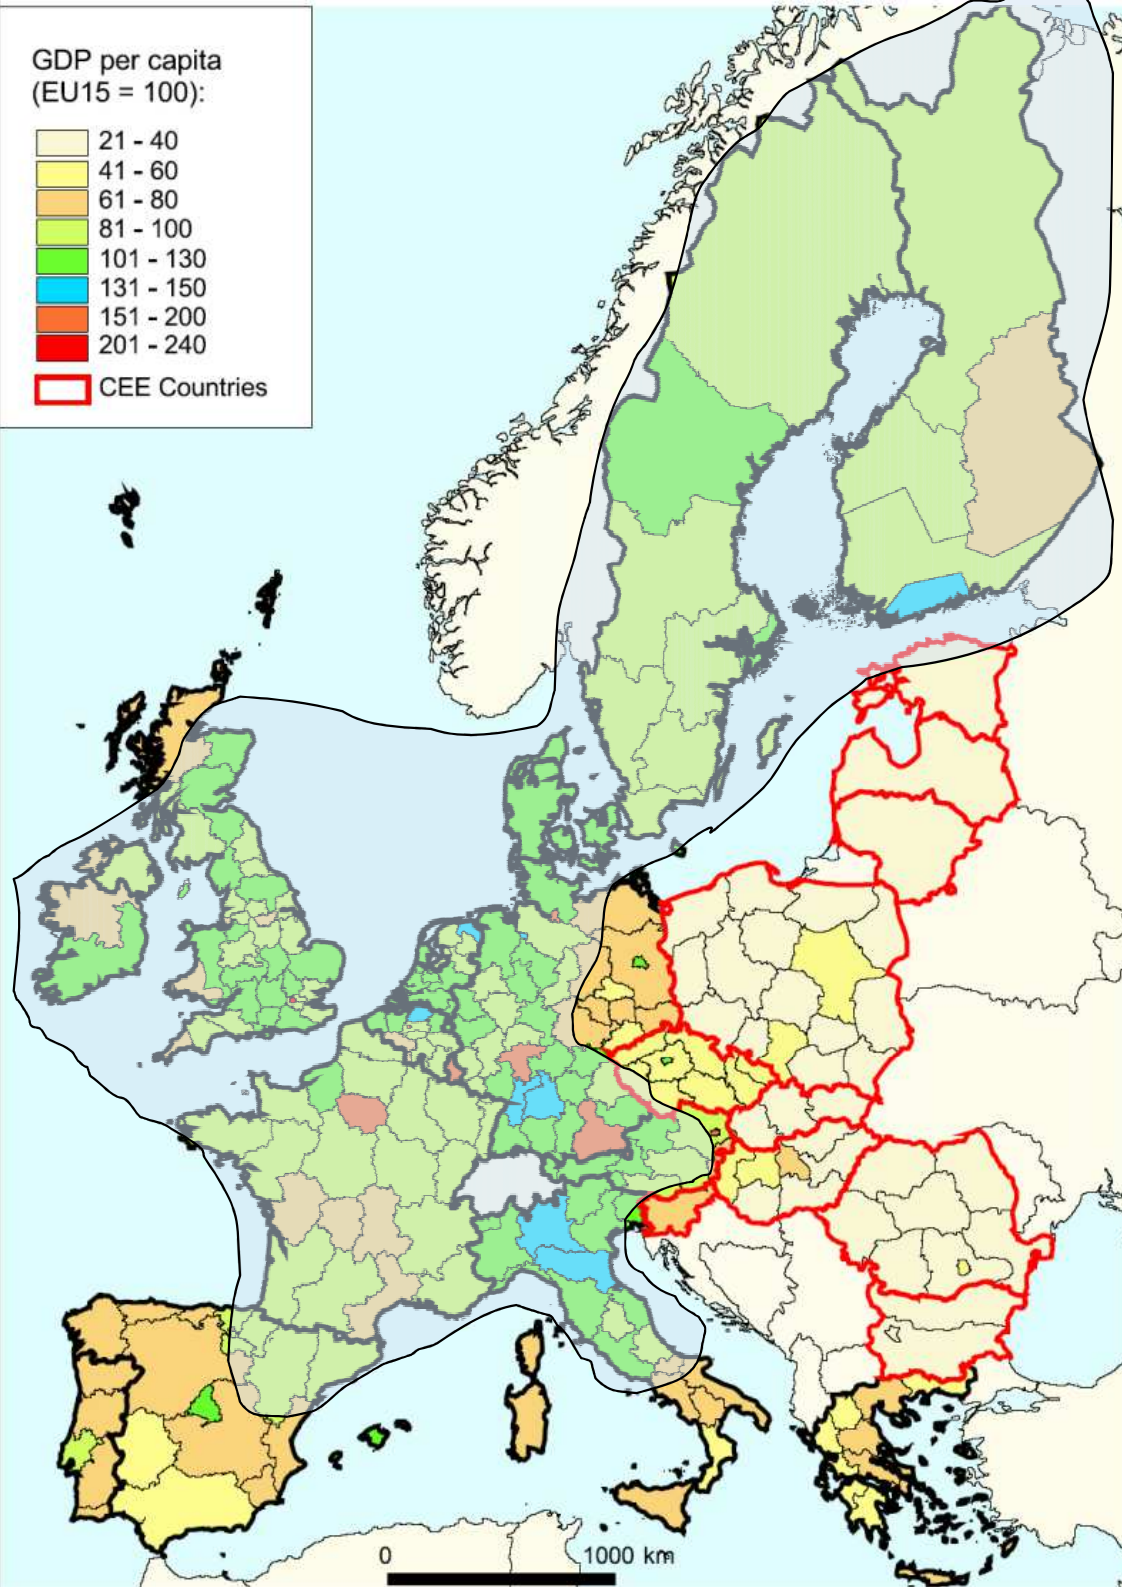 GDP per capita
(EU15 = 100):
21 - 40
41 - 60
61 - 80
81 - 100
101 - 130
131 - 150
151 - 200
201 - 240
CEE Countries
0 1000 km